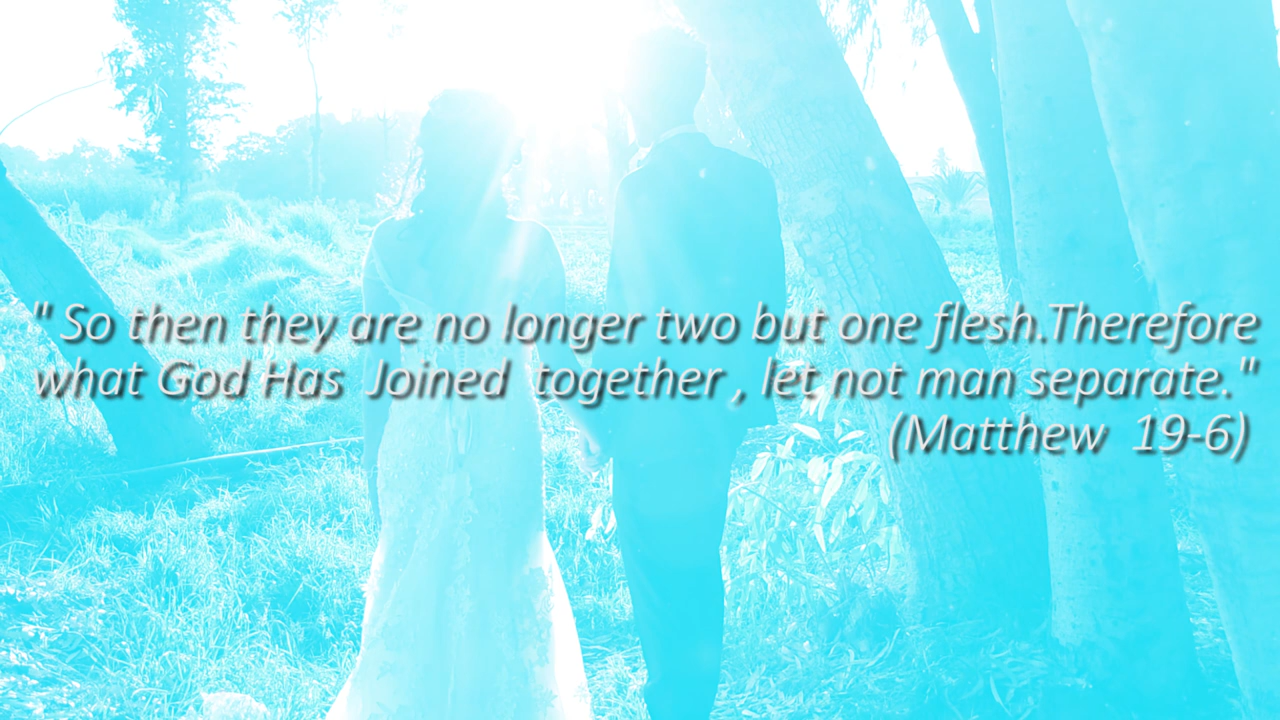 " So then they are no longer two but one flesh.Therefore
what God Has Joined together , let not man separate."
(Matthew 19-6)